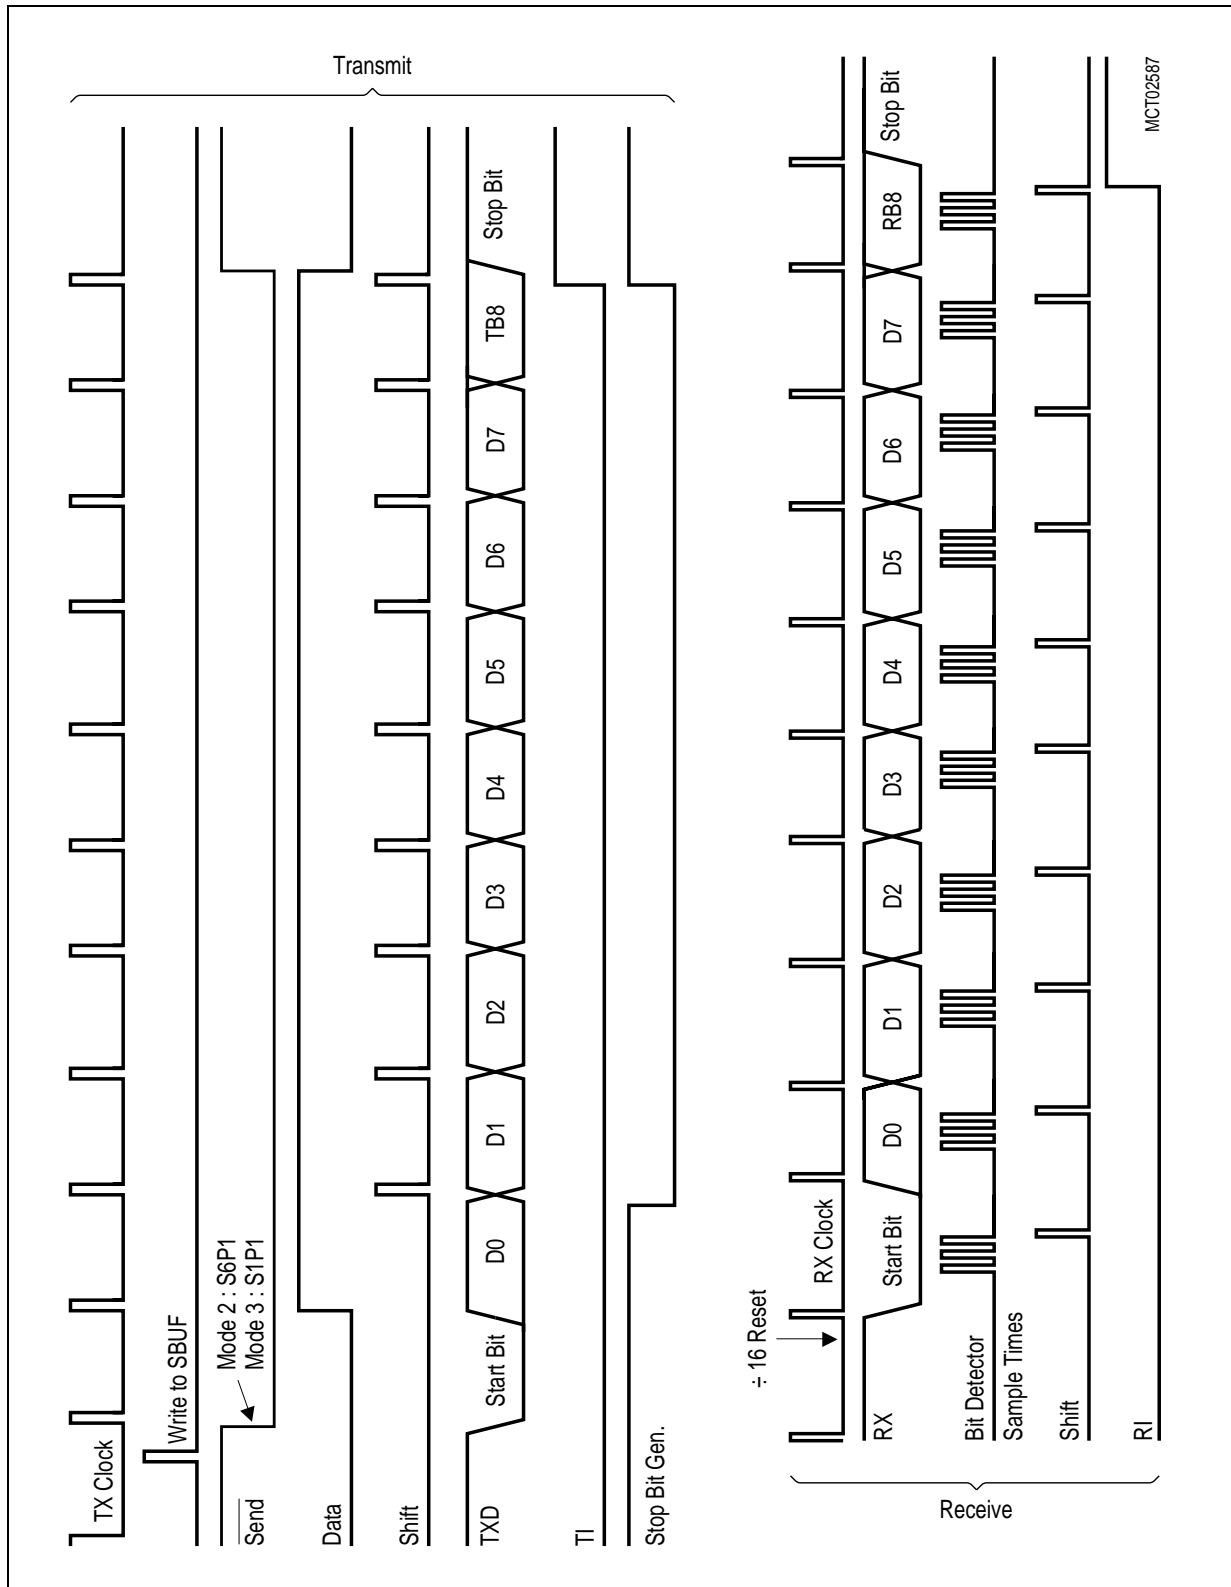 Transmit
TX Clock
Write to SBUF
Mode 2 : S6P1
Mode 3 : S1P1
Send
Data
Shift
TXD
Start Bit
D0
D1
D2
D3
D4
D5
D6
D7
TB8
Stop Bit
TI
Stop Bit Gen.
Receive
÷ 16 Reset
RX Clock
RX
Start Bit
D0
D1
D2
D3
D4
D5
D6
D7
RB8
Stop Bit
Bit Detector
Sample Times
Shift
RI
MCT02587